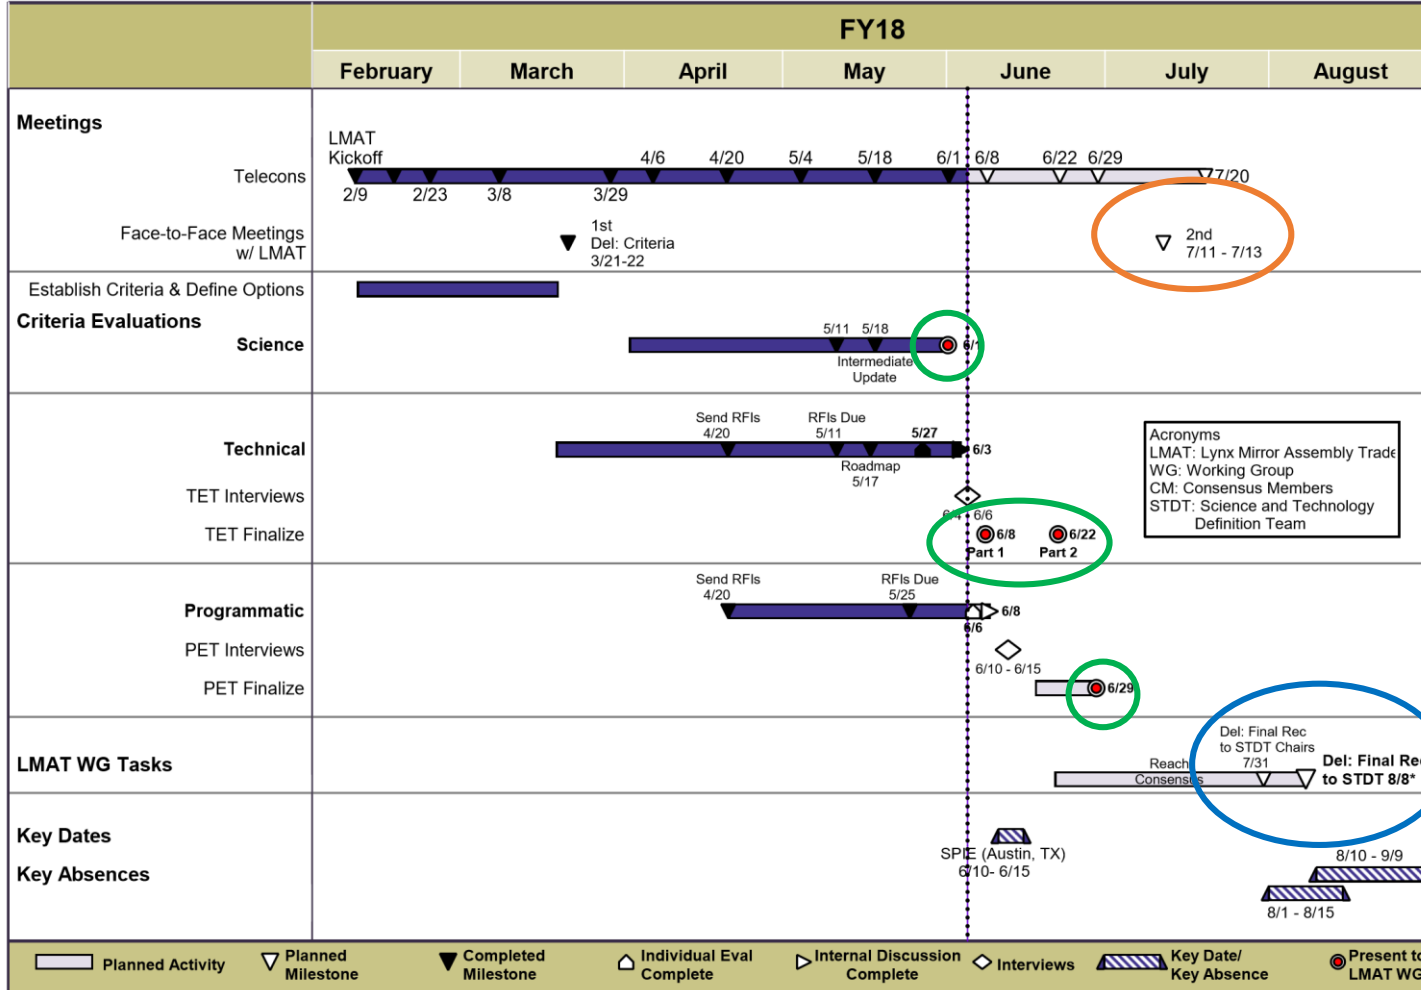 FY18
February March April May June July August
Meetings
LMAT
Kickoff
4/6 4/20 5/4 5/18 6/1 6/8 6/22 6/29
Telecons
7/20
2/9 2/23 3/8 3/29
Face-to-Face Meetings
w/ LMAT
1st
Del: Criteria
3/21-22
2nd
7/11 - 7/13
Establish Criteria & Define Options
Criteria Evaluations
Science
5/11 5/18
6/1
Intermediate
Update
Technical
Send RFIs
4/20
RFIs Due
5/11
5/27
6/3
Roadmap
5/17
Acronyms
LMAT: Lynx Mirror Assembly Trade
WG: Working Group
CM: Consensus Members
STDT: Science and Technology
Definition Team
TET Interviews
6/4 6/6
TET Finalize
6/8 6/22
Part 1 Part 2
Programmatic
Send RFIs
4/20
RFIs Due
5/25
6/8
6/6
PET Interviews
6/10 - 6/15
PET Finalize
6/29
LMAT WG Tasks
Reach
Consensus
Del: Final Rec
to STDT Chairs
7/31
Del: Final Rec
to STDT 8/8*
Key Dates
SPIE (Austin, TX)
6/10- 6/15
Key Absences
8/10 - 9/9
8/1 - 8/15
Planned Activity
Planned
Milestone
Completed
Milestone
Individual Eval
Complete
Internal Discussion
Complete
Interviews
Key Date/
Key Absence
Present to
LMAT WG